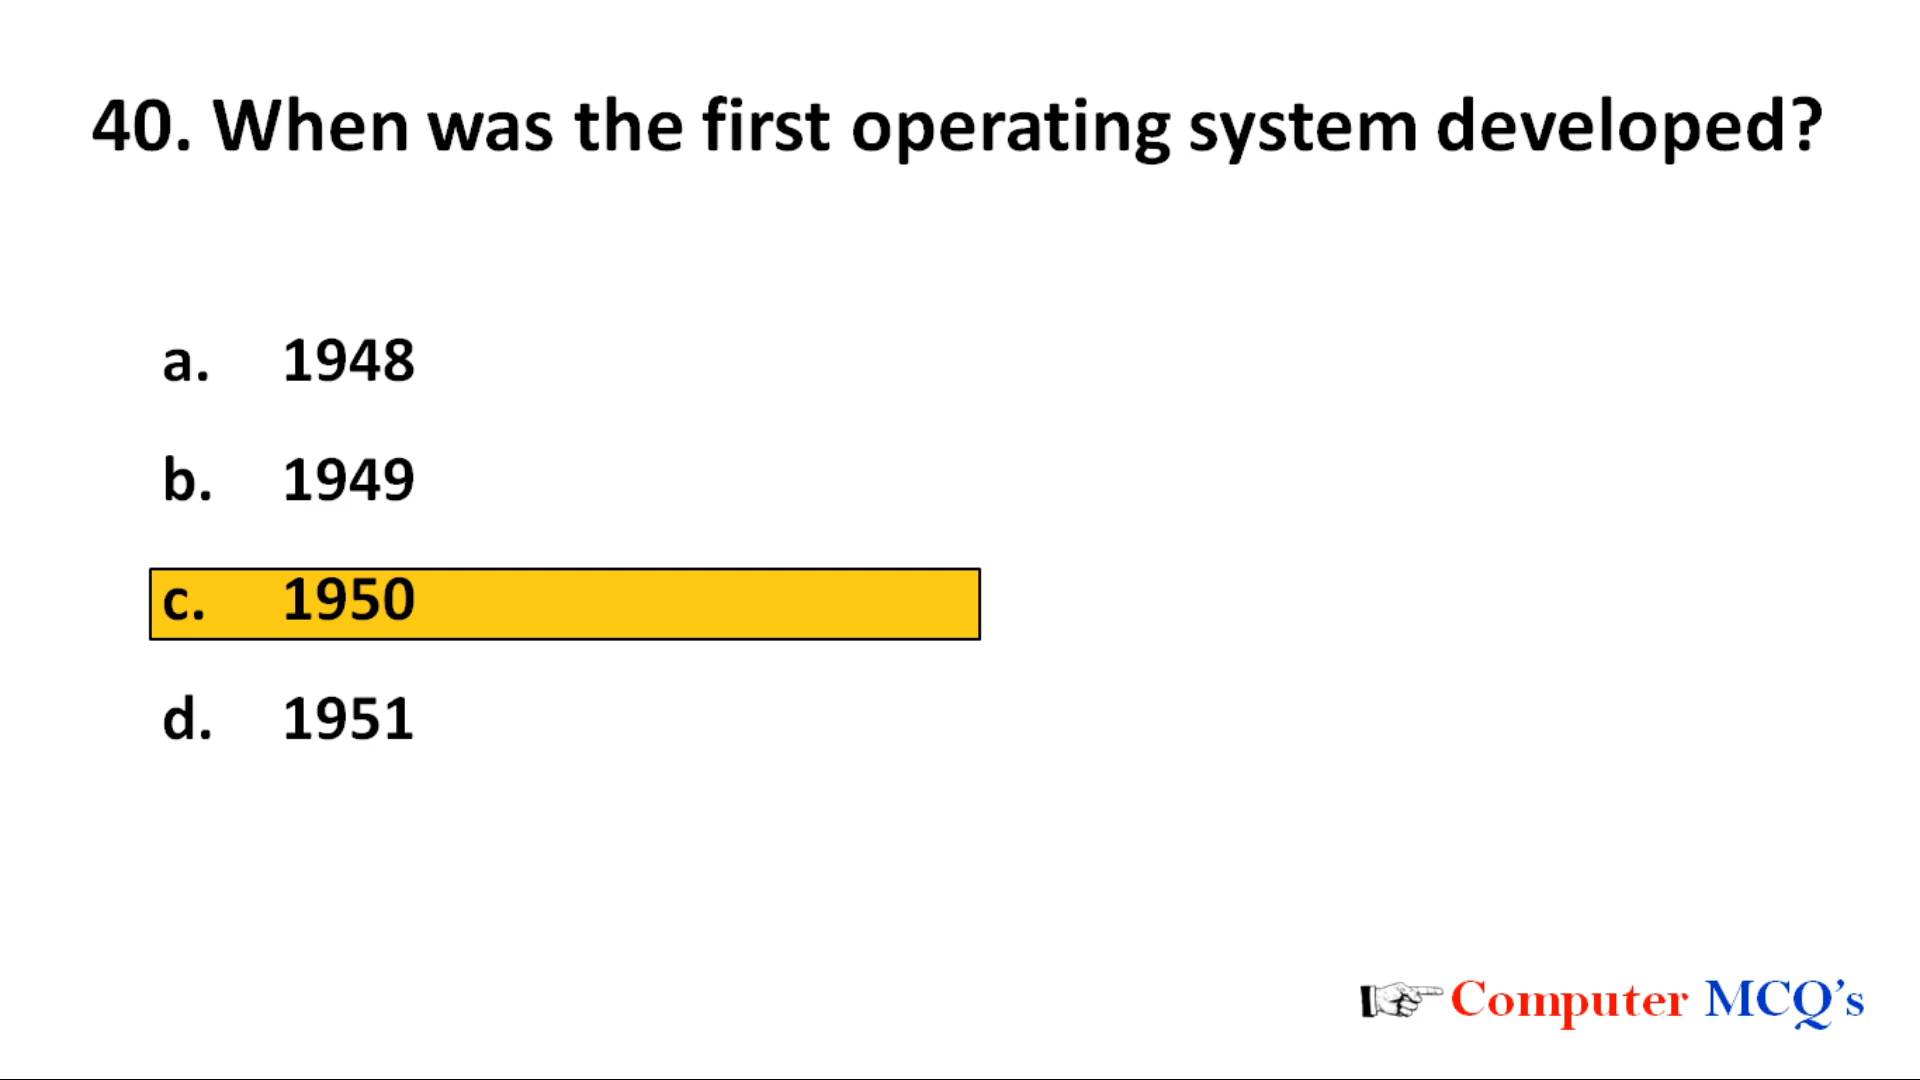 40. When was the first operating system developed?
a. 1948
b. 1949
c. 1950
d. 1951
Computer MCQ’s